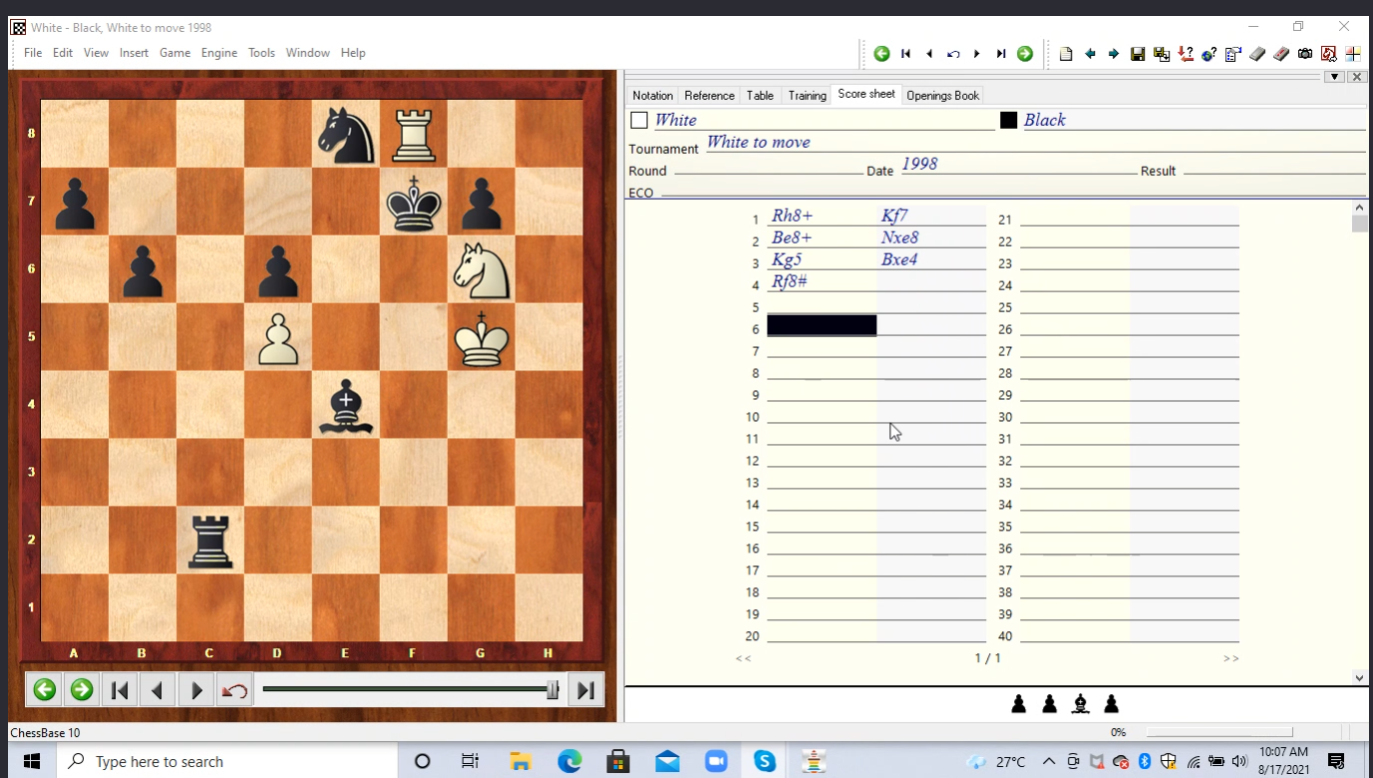 White - Black, White to move 1998
File Edit View Insert Game Engine Tools Window Help
Notation Reference Table Training Score sheet Openings Book
White Black
Tournament White to move
Round Date 1998 Result
ECO
1 Rh8+ Kf7 21
2 Be8+ Nxe8 22
3 Kg5 Bxe4 23
4 Rf8# 24
5 25
6 26
7 27
8 28
9 29
10 30
11 31
12 32
13 33
14 34
15 35
16 36
17 37
18 38
19 39
20 40
<< 1 / 1 >>
8
7
6
5
4
3
2
1
A B C D E F G H
ChessBase 10 0%
Type here to search 27°C 10:07 AM
8/17/2021